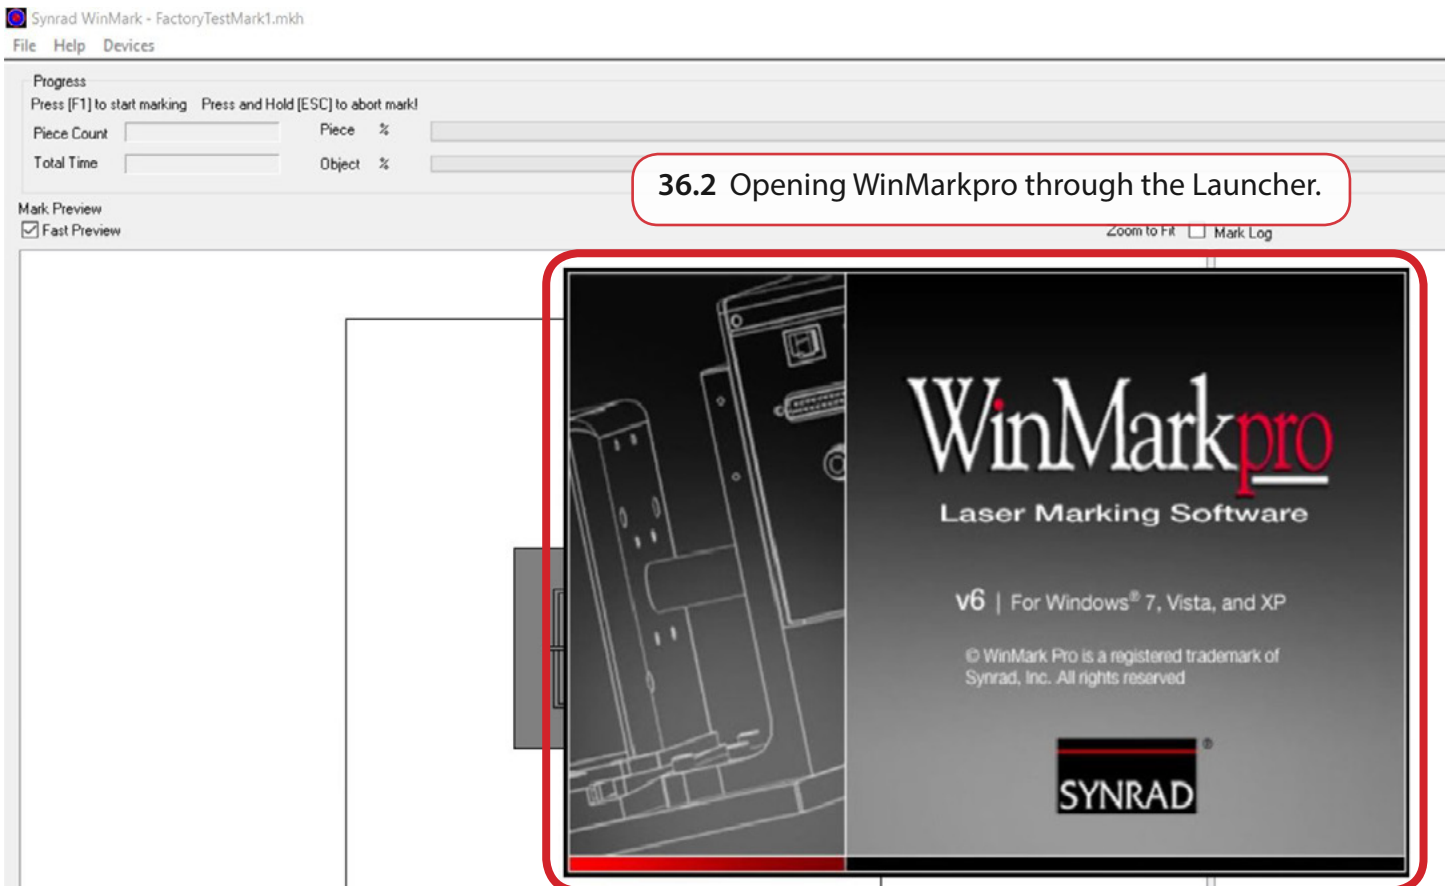 Synrad WinMark - FactoryTestMark1.mkh
File Help Devices
Progress
Press [F1] to start marking Press and Hold [ESC] to abort mark!
Piece Count Piece %
Total Time Object %
36.2 Opening WinMarkpro through the Launcher.
Mark Preview
Fast Preview Zoom to Fit Mark Log
WinMarkpro
Laser Marking Software
v6 | For Windows® 7, Vista, and XP
© WinMark Pro is a registered trademark of
Synrad, Inc. All rights reserved
SYNRAD®